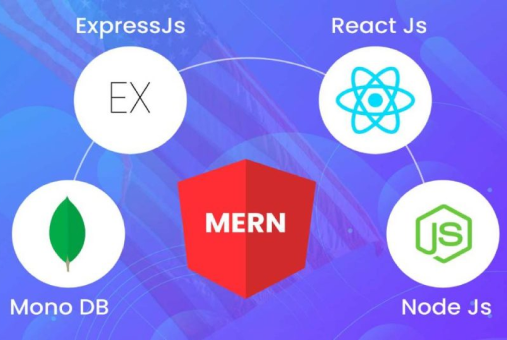 ExpressJs
React Js
EX
MERN
JS
Mono DB
Node Js